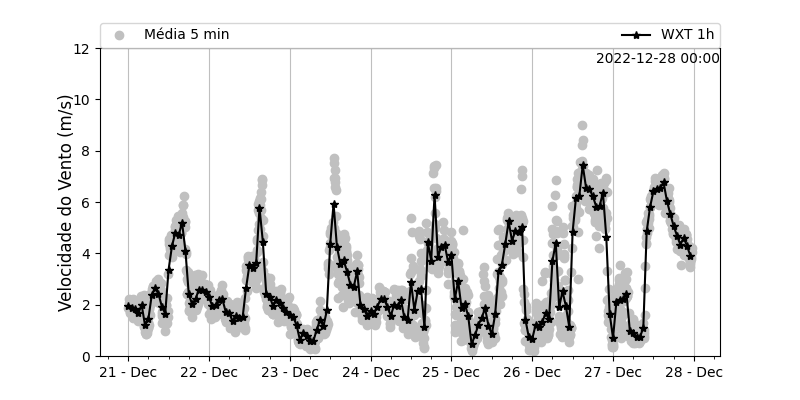 Média 5 min WXT 1h
2022-12-28 00:00
Velocidade do Vento (m/s)
12
10
8
6
4
2
0
21 - Dec 22 - Dec 23 - Dec 24 - Dec 25 - Dec 26 - Dec 27 - Dec 28 - Dec